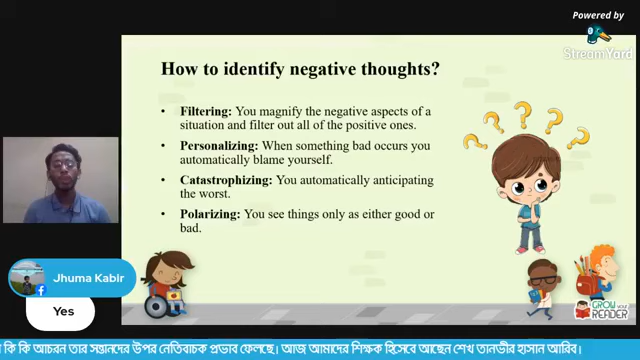 Powered by
StreamYard
How to identify negative thoughts?
• Filtering: You magnify the negative aspects of a
situation and filter out all of the positive ones.
• Personalizing: When something bad occurs you
automatically blame yourself.
• Catastrophizing: You automatically anticipating
the worst.
• Polarizing: You see things only as either good or
bad.
Jhuma Kabir
Yes
GROW YOUR
READER
কি কি আচরন তার সন্তানদের উপর নেতিবাচক প্রভাব ফেলছে। আজ আমাদের শিক্ষক হিসেবে আছেন শেখ তানভীর হাসান আরিব।